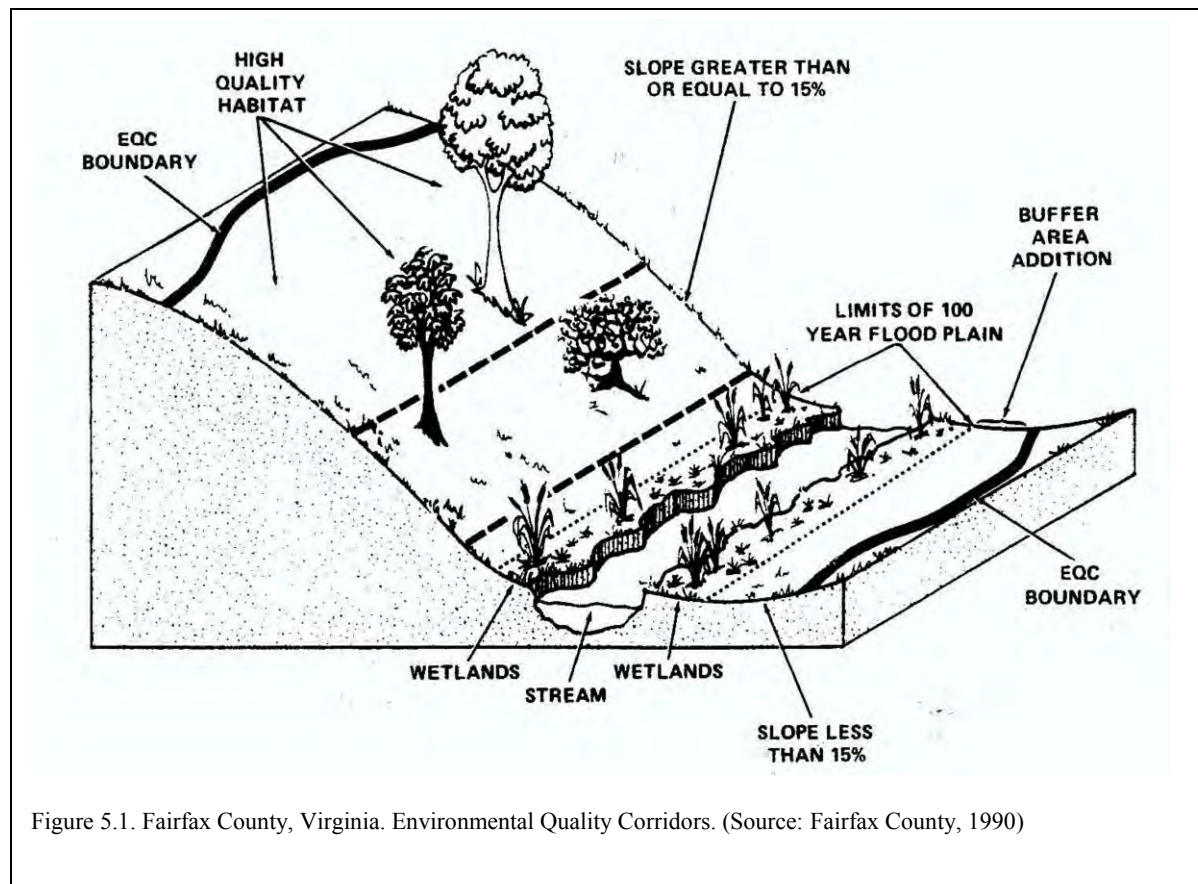 HIGH
QUALITY
HABITAT
SLOPE GREATER THAN
OR EQUAL TO 15%
EQC
BOUNDARY
BUFFER
AREA
ADDITION
LIMITS OF 100
YEAR FLOOD PLAIN
EQC
BOUNDARY
WETLANDS
STREAM
WETLANDS
SLOPE LESS
THAN 15%
Figure 5.1. Fairfax County, Virginia. Environmental Quality Corridors. (Source: Fairfax County, 1990)